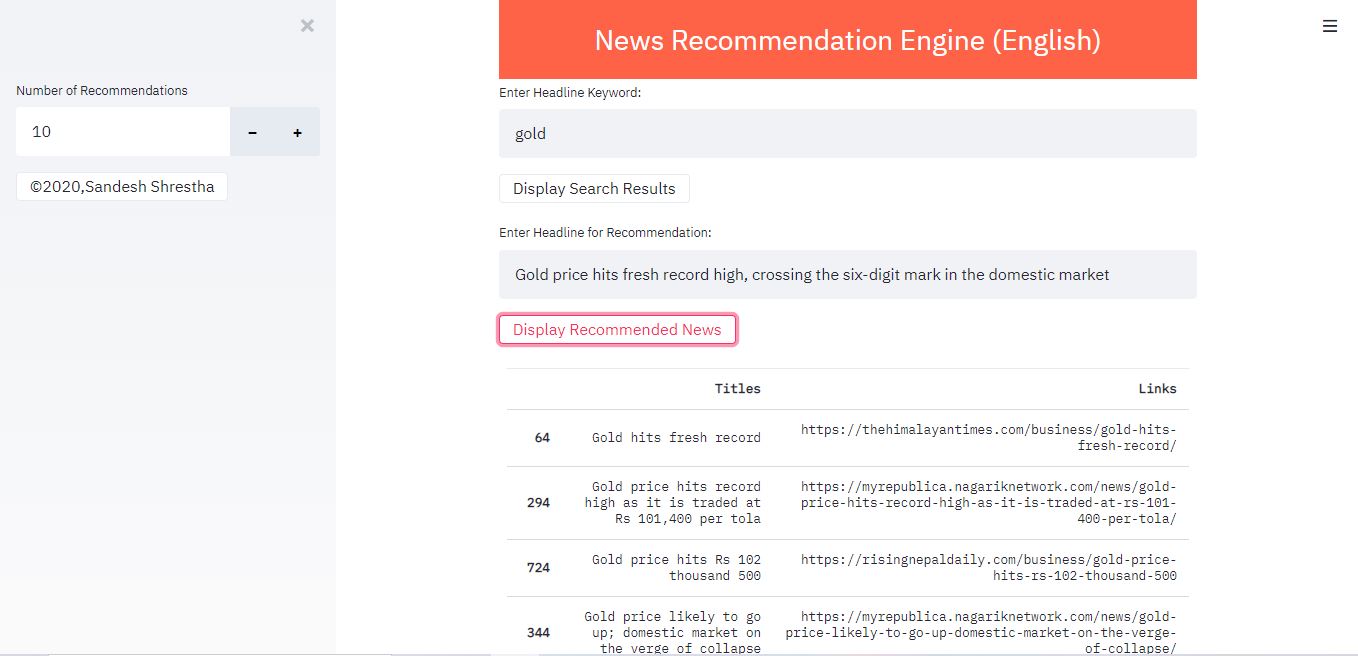 Number of Recommendations
10
-
+
©2020,Sandesh Shrestha
News Recommendation Engine (English)
Enter Headline Keyword:
gold
Display Search Results
Enter Headline for Recommendation:
Gold price hits fresh record high, crossing the six-digit mark in the domestic market
Display Recommended News
Titles Links
64 Gold hits fresh record https://thehimalayantimes.com/business/gold-hits-
fresh-record/
Gold price hits record https://myrepublica.nagariknetwork.com/news/gold-
294 high as it is traded at price-hits-record-high-as-it-is-traded-at-rs-101-
Rs 101,400 per tola 400-per-tola/
724 Gold price hits Rs 102 https://risingnepaldaily.com/business/gold-price-
thousand 500 hits-rs-102-thousand-500
Gold price likely to go https://myrepublica.nagariknetwork.com/news/gold-
344 up; domestic market on price-likely-to-go-up-domestic-market-on-the-verge-
the verge of collapse of-collapse/